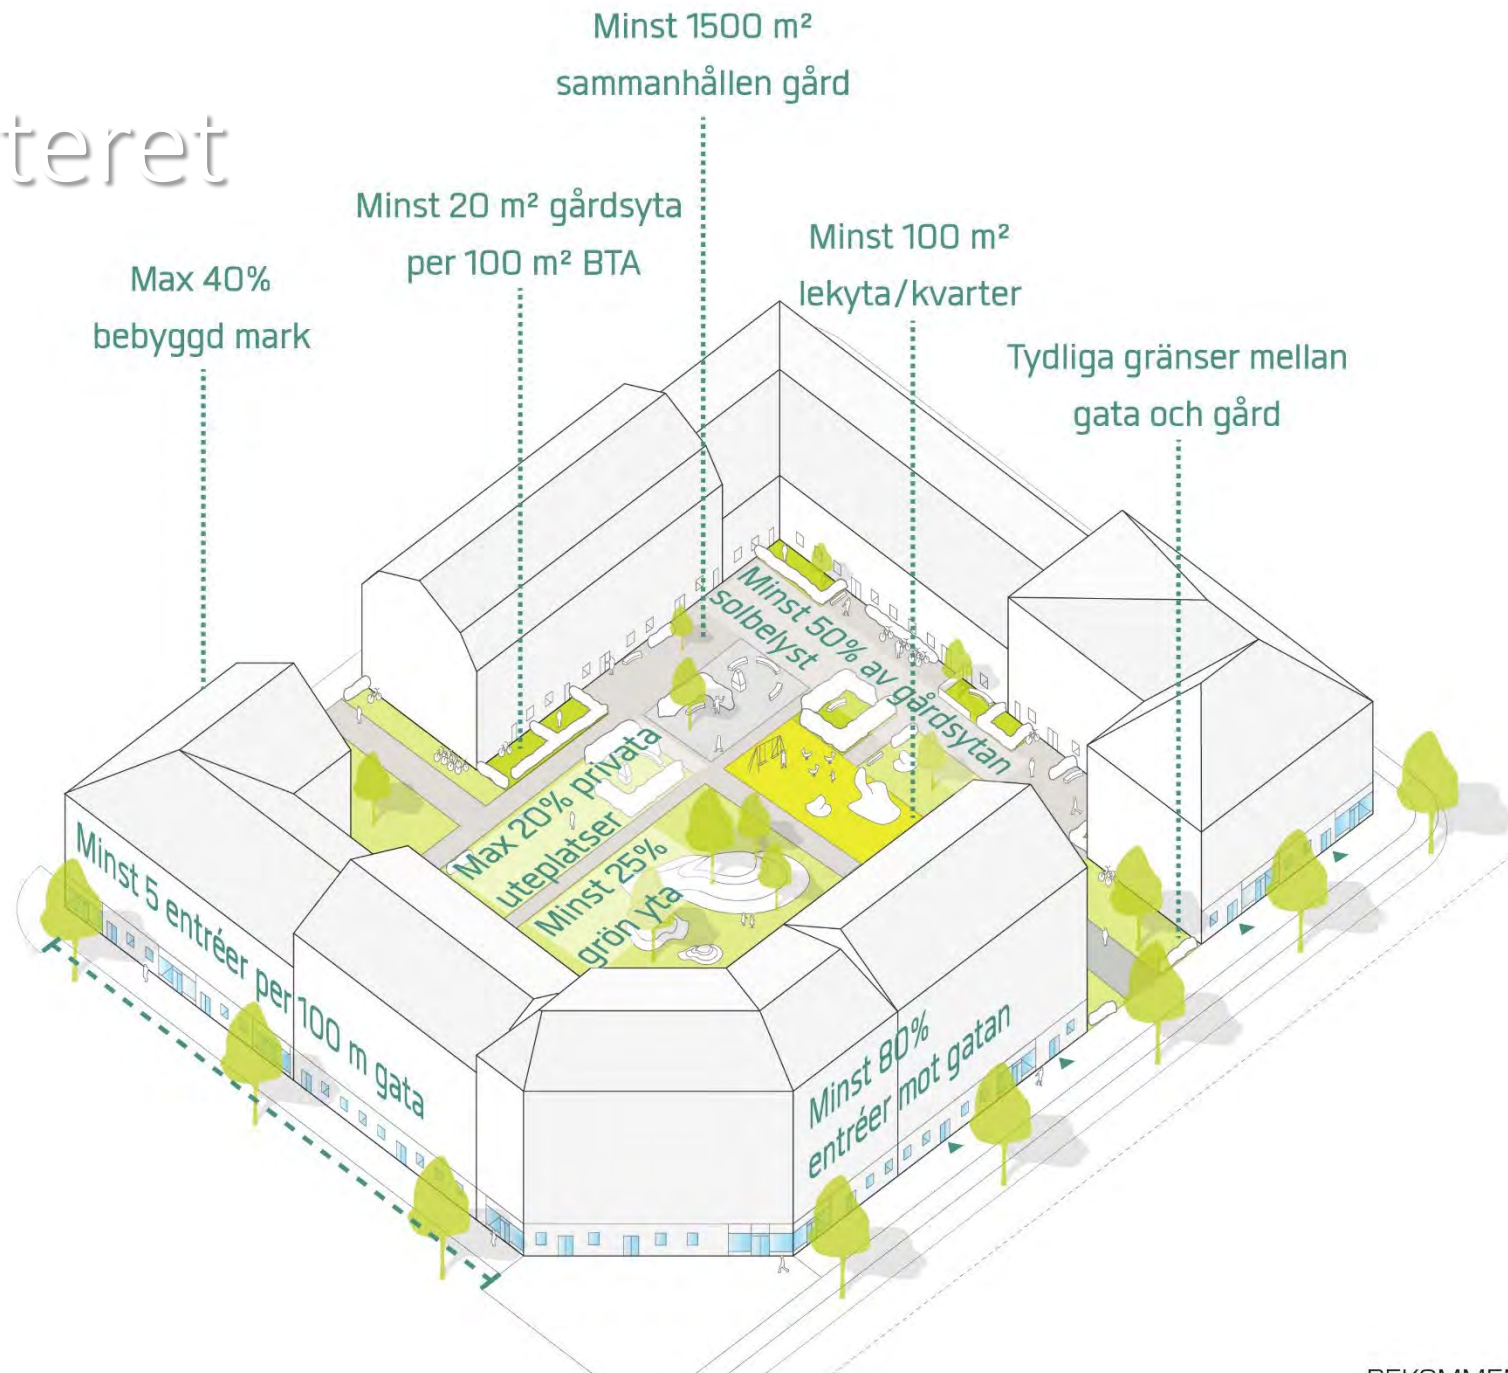 Minst 1500 m²
sammanhållen gård
teret
Minst 20 m² gårdsyta
per 100 m² BTA
Minst 100 m²
lekyta/kvarter
Max 40%
bebyggd mark
Tydliga gränser mellan
gata och gård
Minst 50% av gårdsytan
solbelyst
Max 20% privata
uteplatser
Minst 25%
grön yta
Minst 5 entréer per 100 m gata
Minst 80%
entréer mot gatan